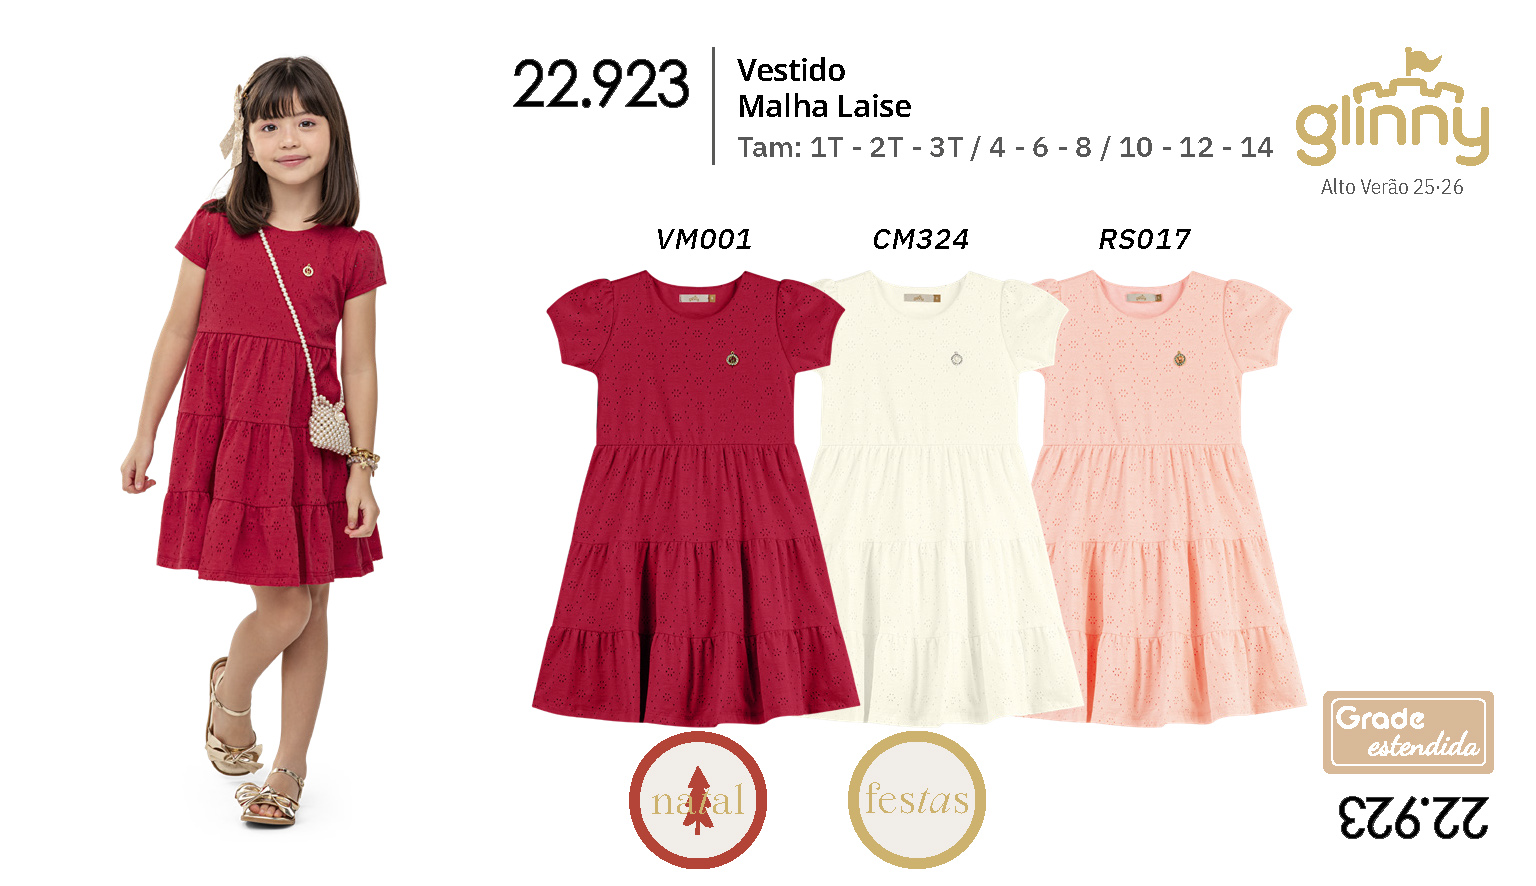 22.923
Vestido
Malha Laise
Tam: 1T - 2T - 3T / 4 - 6 - 8 / 10 - 12 - 14
glinny
Alto Verão 25·26
VM001
CM324
RS017
natal
festas
Grade
estendida
22.923